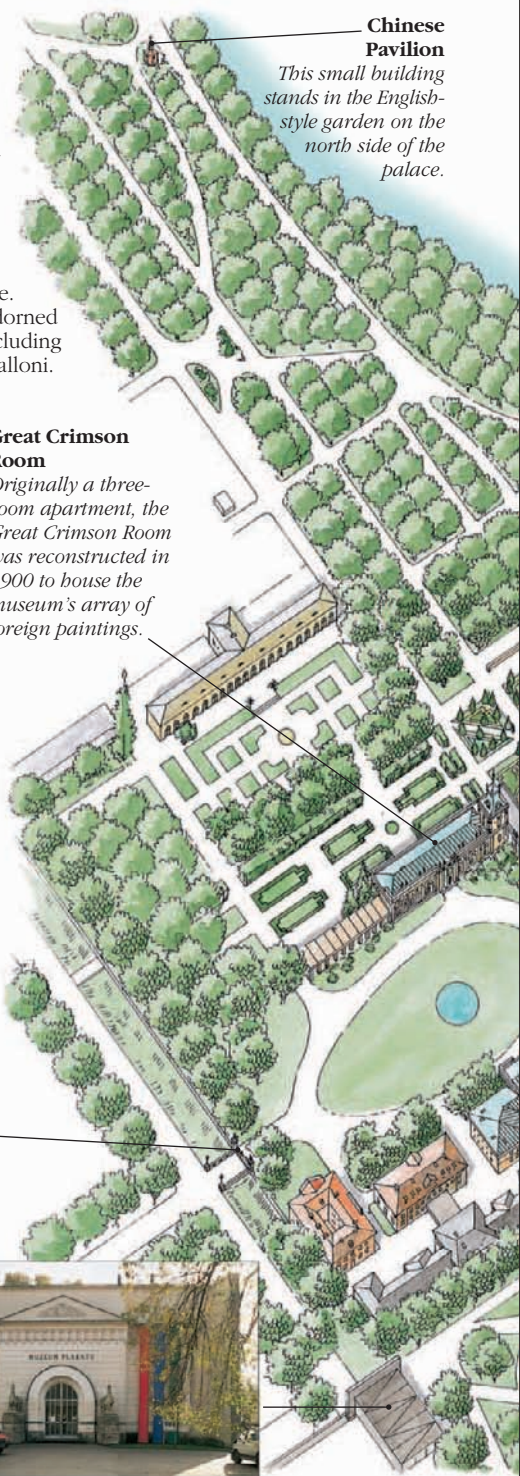 Chinese
Pavilion
This small building
stands in the English-
style garden on the
north side of the
palace.
e.
dorned
cluding
alloni.
Great Crimson
Room
Originally a three-
room apartment, the
Great Crimson Room
was reconstructed in
900 to house the
museum's array of
foreign paintings.
MUZEUM PLAKATU